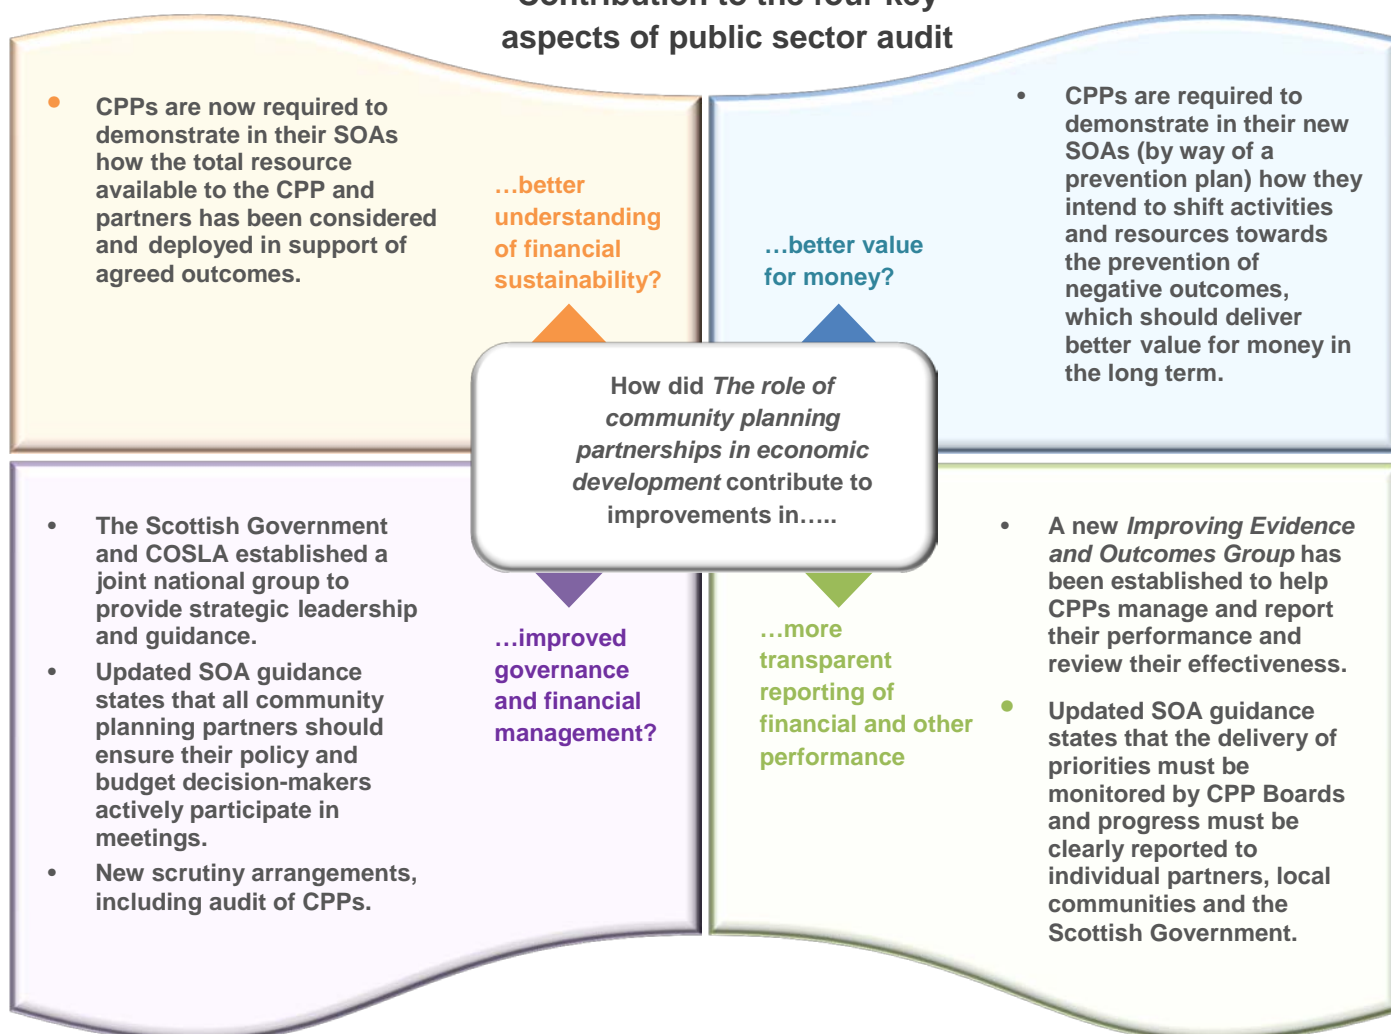 Contribution to the four key
aspects of public sector audit
• CPPs are now required to
demonstrate in their SOAs
how the total resource
available to the CPP and
partners has been considered
and deployed in support of
agreed outcomes.
…better
understanding
of financial
sustainability?
…better value
for money?
• CPPs are required to
demonstrate in their new
SOAs (by way of a
prevention plan) how they
intend to shift activities
and resources towards
the prevention of
negative outcomes,
which should deliver
better value for money in
the long term.
How did The role of
community planning
partnerships in economic
development contribute to
improvements in…..
• The Scottish Government
and COSLA established a
joint national group to
provide strategic leadership
and guidance.
• Updated SOA guidance
states that all community
planning partners should
ensure their policy and
budget decision-makers
actively participate in
meetings.
• New scrutiny arrangements,
including audit of CPPs.
…improved
governance
and financial
management?
…more
transparent
reporting of
financial and other
performance
• A new Improving Evidence
and Outcomes Group has
been established to help
CPPs manage and report
their performance and
review their effectiveness.
• Updated SOA guidance
states that the delivery of
priorities must be
monitored by CPP Boards
and progress must be
clearly reported to
individual partners, local
communities and the
Scottish Government.